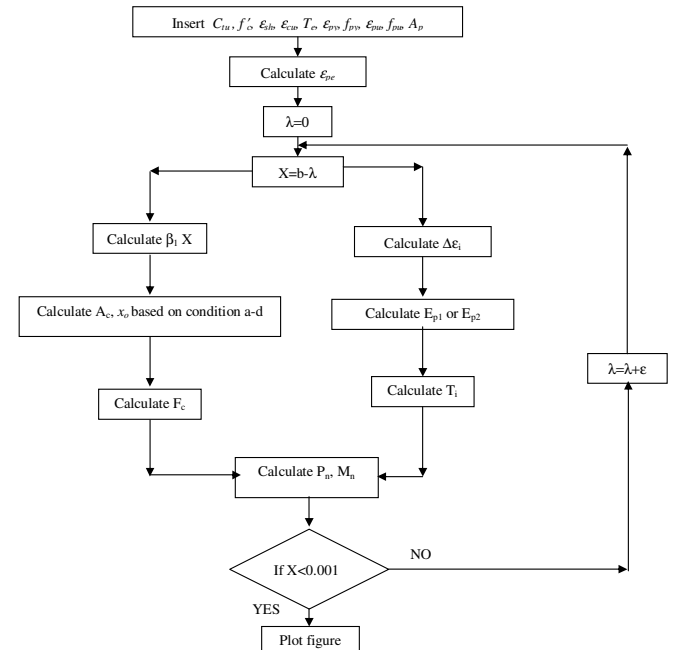 Insert C_tu, f'_c, ε_sh, ε_cu, T_e, ε_py, f_py, ε_pu, f_pu, A_p
Calculate ε_pe
λ=0
X=b-λ
Calculate β₁ X
Calculate Δε_i
Calculate A_c, x_o based on condition a-d
Calculate E_p1 or E_p2
λ=λ+ε
Calculate F_c
Calculate T_i
Calculate P_n, M_n
If X<0.001
NO
YES
Plot figure